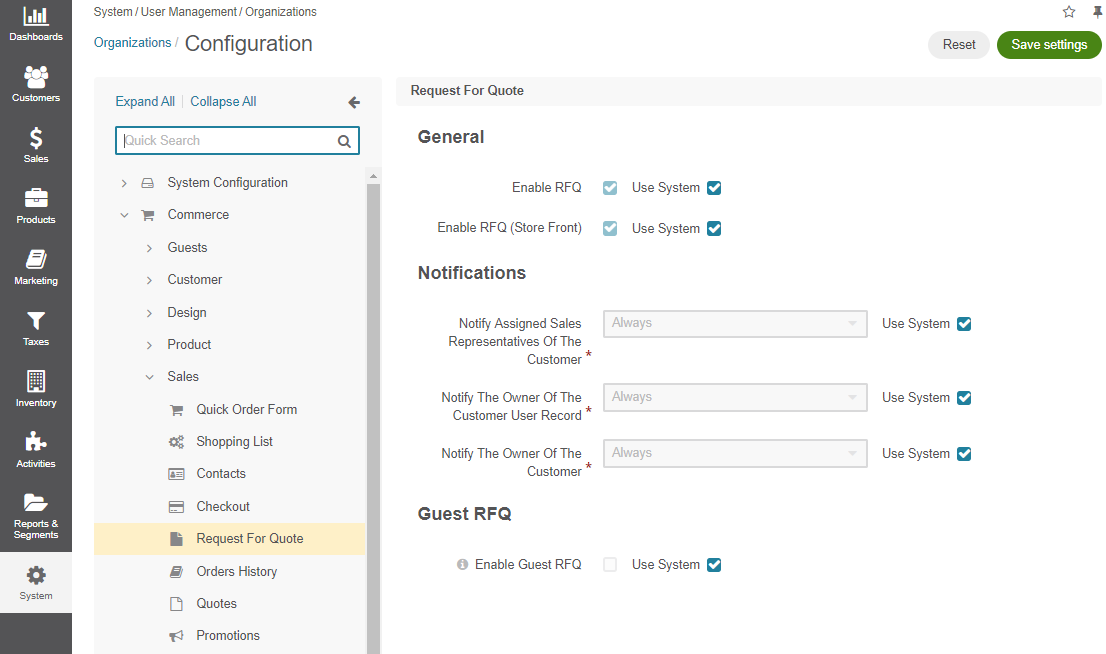 Dashboards
Customers
Sales
Products
Marketing
Taxes
Inventory
Activities
Reports &
Segments
System
System / User Management / Organizations
Organizations / Configuration
Reset
Save settings
Expand All | Collapse All
Quick Search
System Configuration
Commerce
Guests
Customer
Design
Product
Sales
Quick Order Form
Shopping List
Contacts
Checkout
Request For Quote
Orders History
Quotes
Promotions
Request For Quote
General
Enable RFQ Use System
Enable RFQ (Store Front) Use System
Notifications
Notify Assigned Sales
Representatives Of The
Customer *
Always
Use System
Notify The Owner Of The
Customer User Record *
Always
Use System
Notify The Owner Of The
Customer *
Always
Use System
Guest RFQ
Enable Guest RFQ Use System